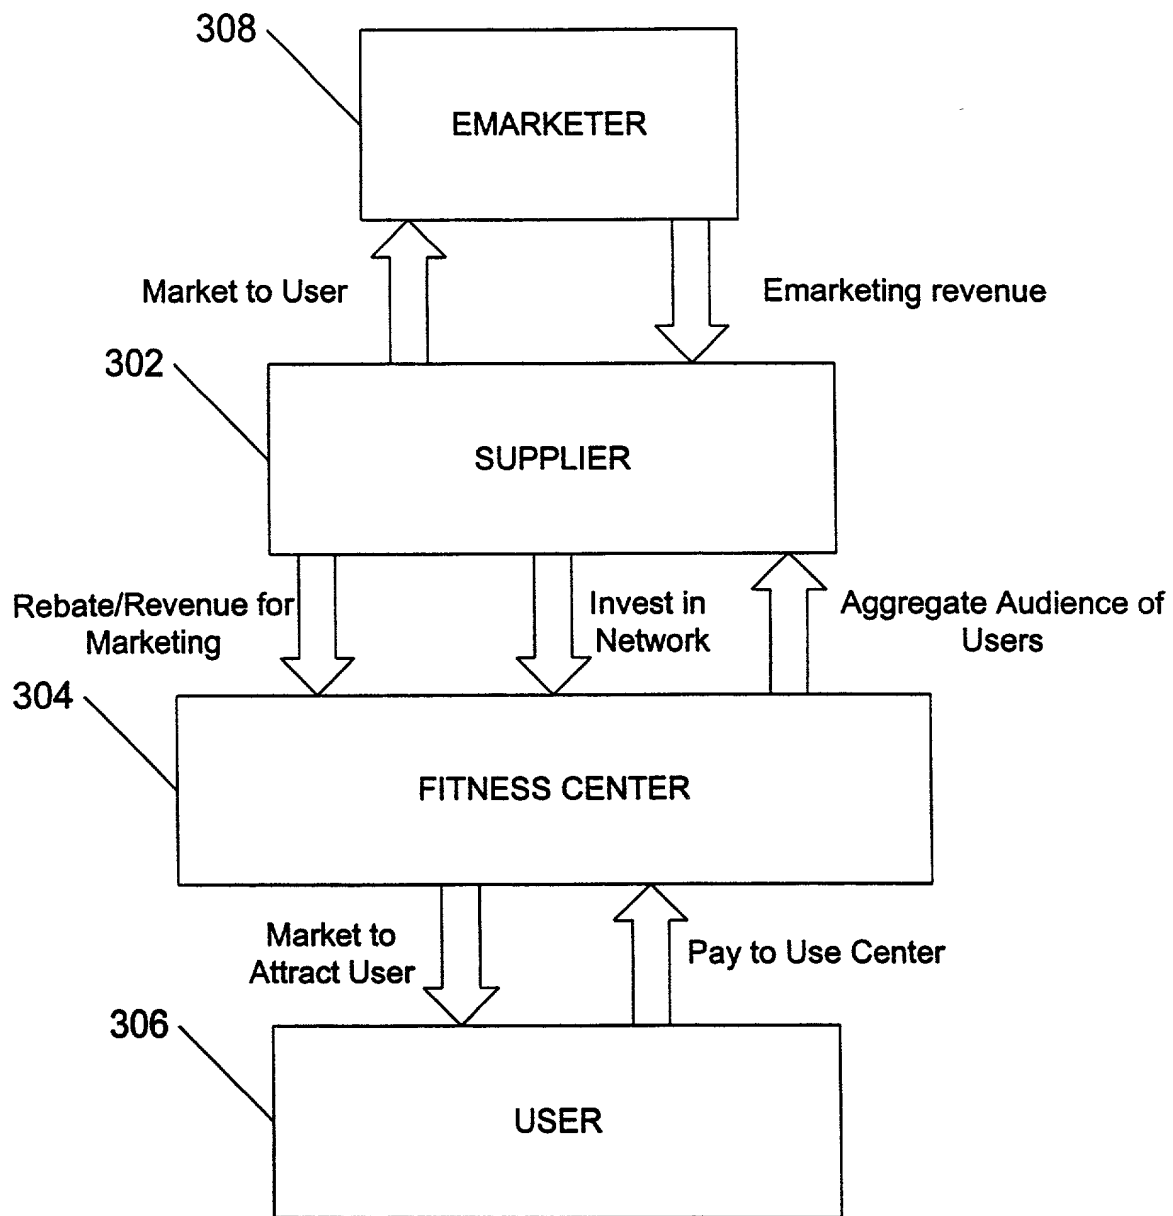 308
EMARKETER
Market to User
Emarketing revenue
302
SUPPLIER
Rebate/Revenue for
Marketing
Invest in
Network
Aggregate Audience of
Users
304
FITNESS CENTER
Market to
Attract User
Pay to Use Center
306
USER